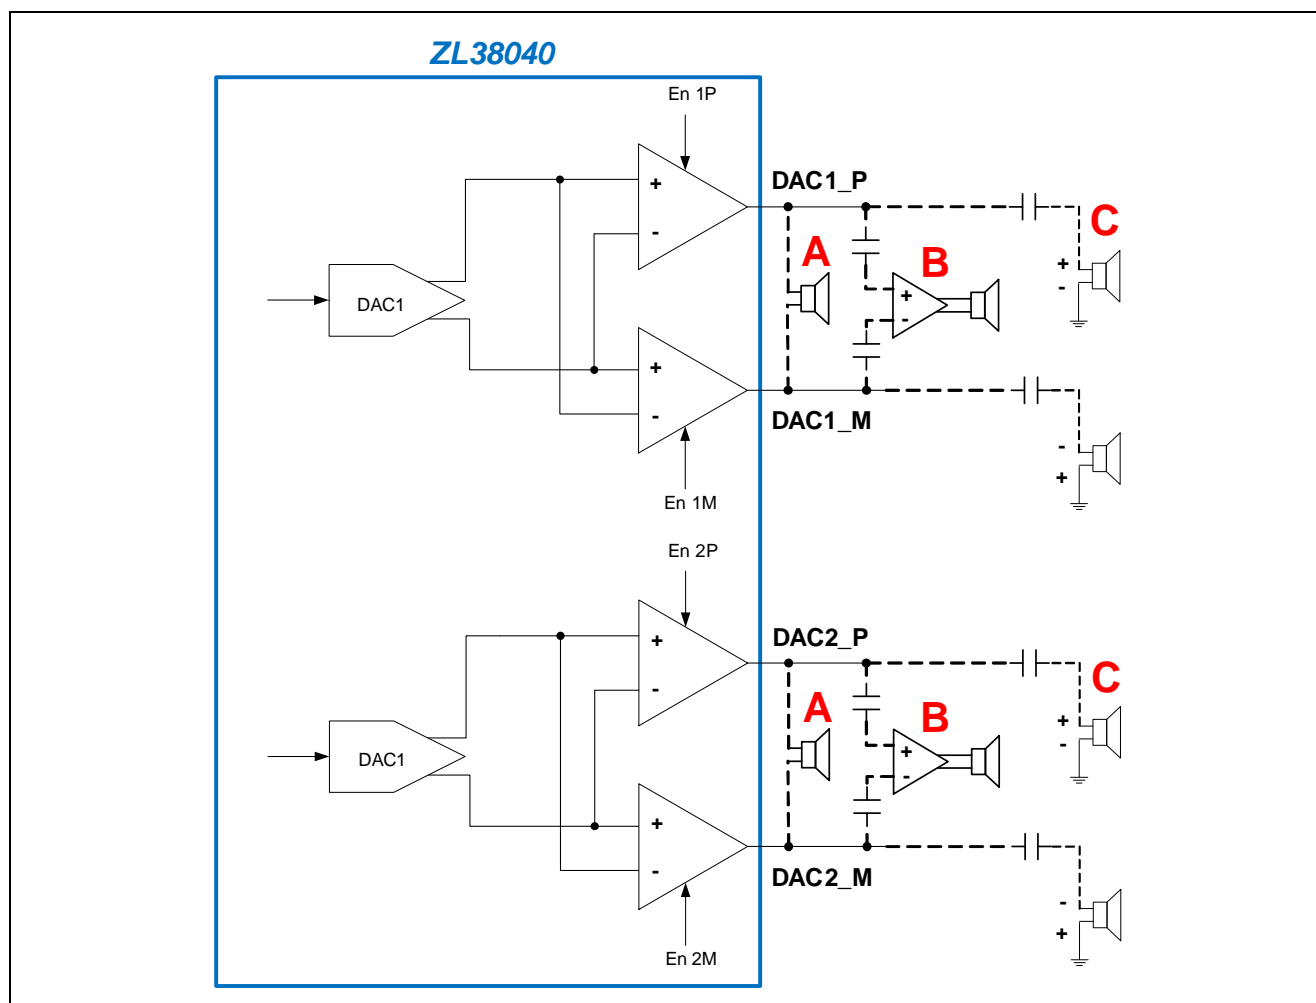 ZL38040
En 1P
DAC1_P
C
+
-
A
+
-
B
+
-
DAC1
+
-
DAC1_M
-
+
En 1M
En 2P
DAC2_P
C
+
-
A
+
-
B
+
-
DAC1
+
-
DAC2_M
-
+
En 2M